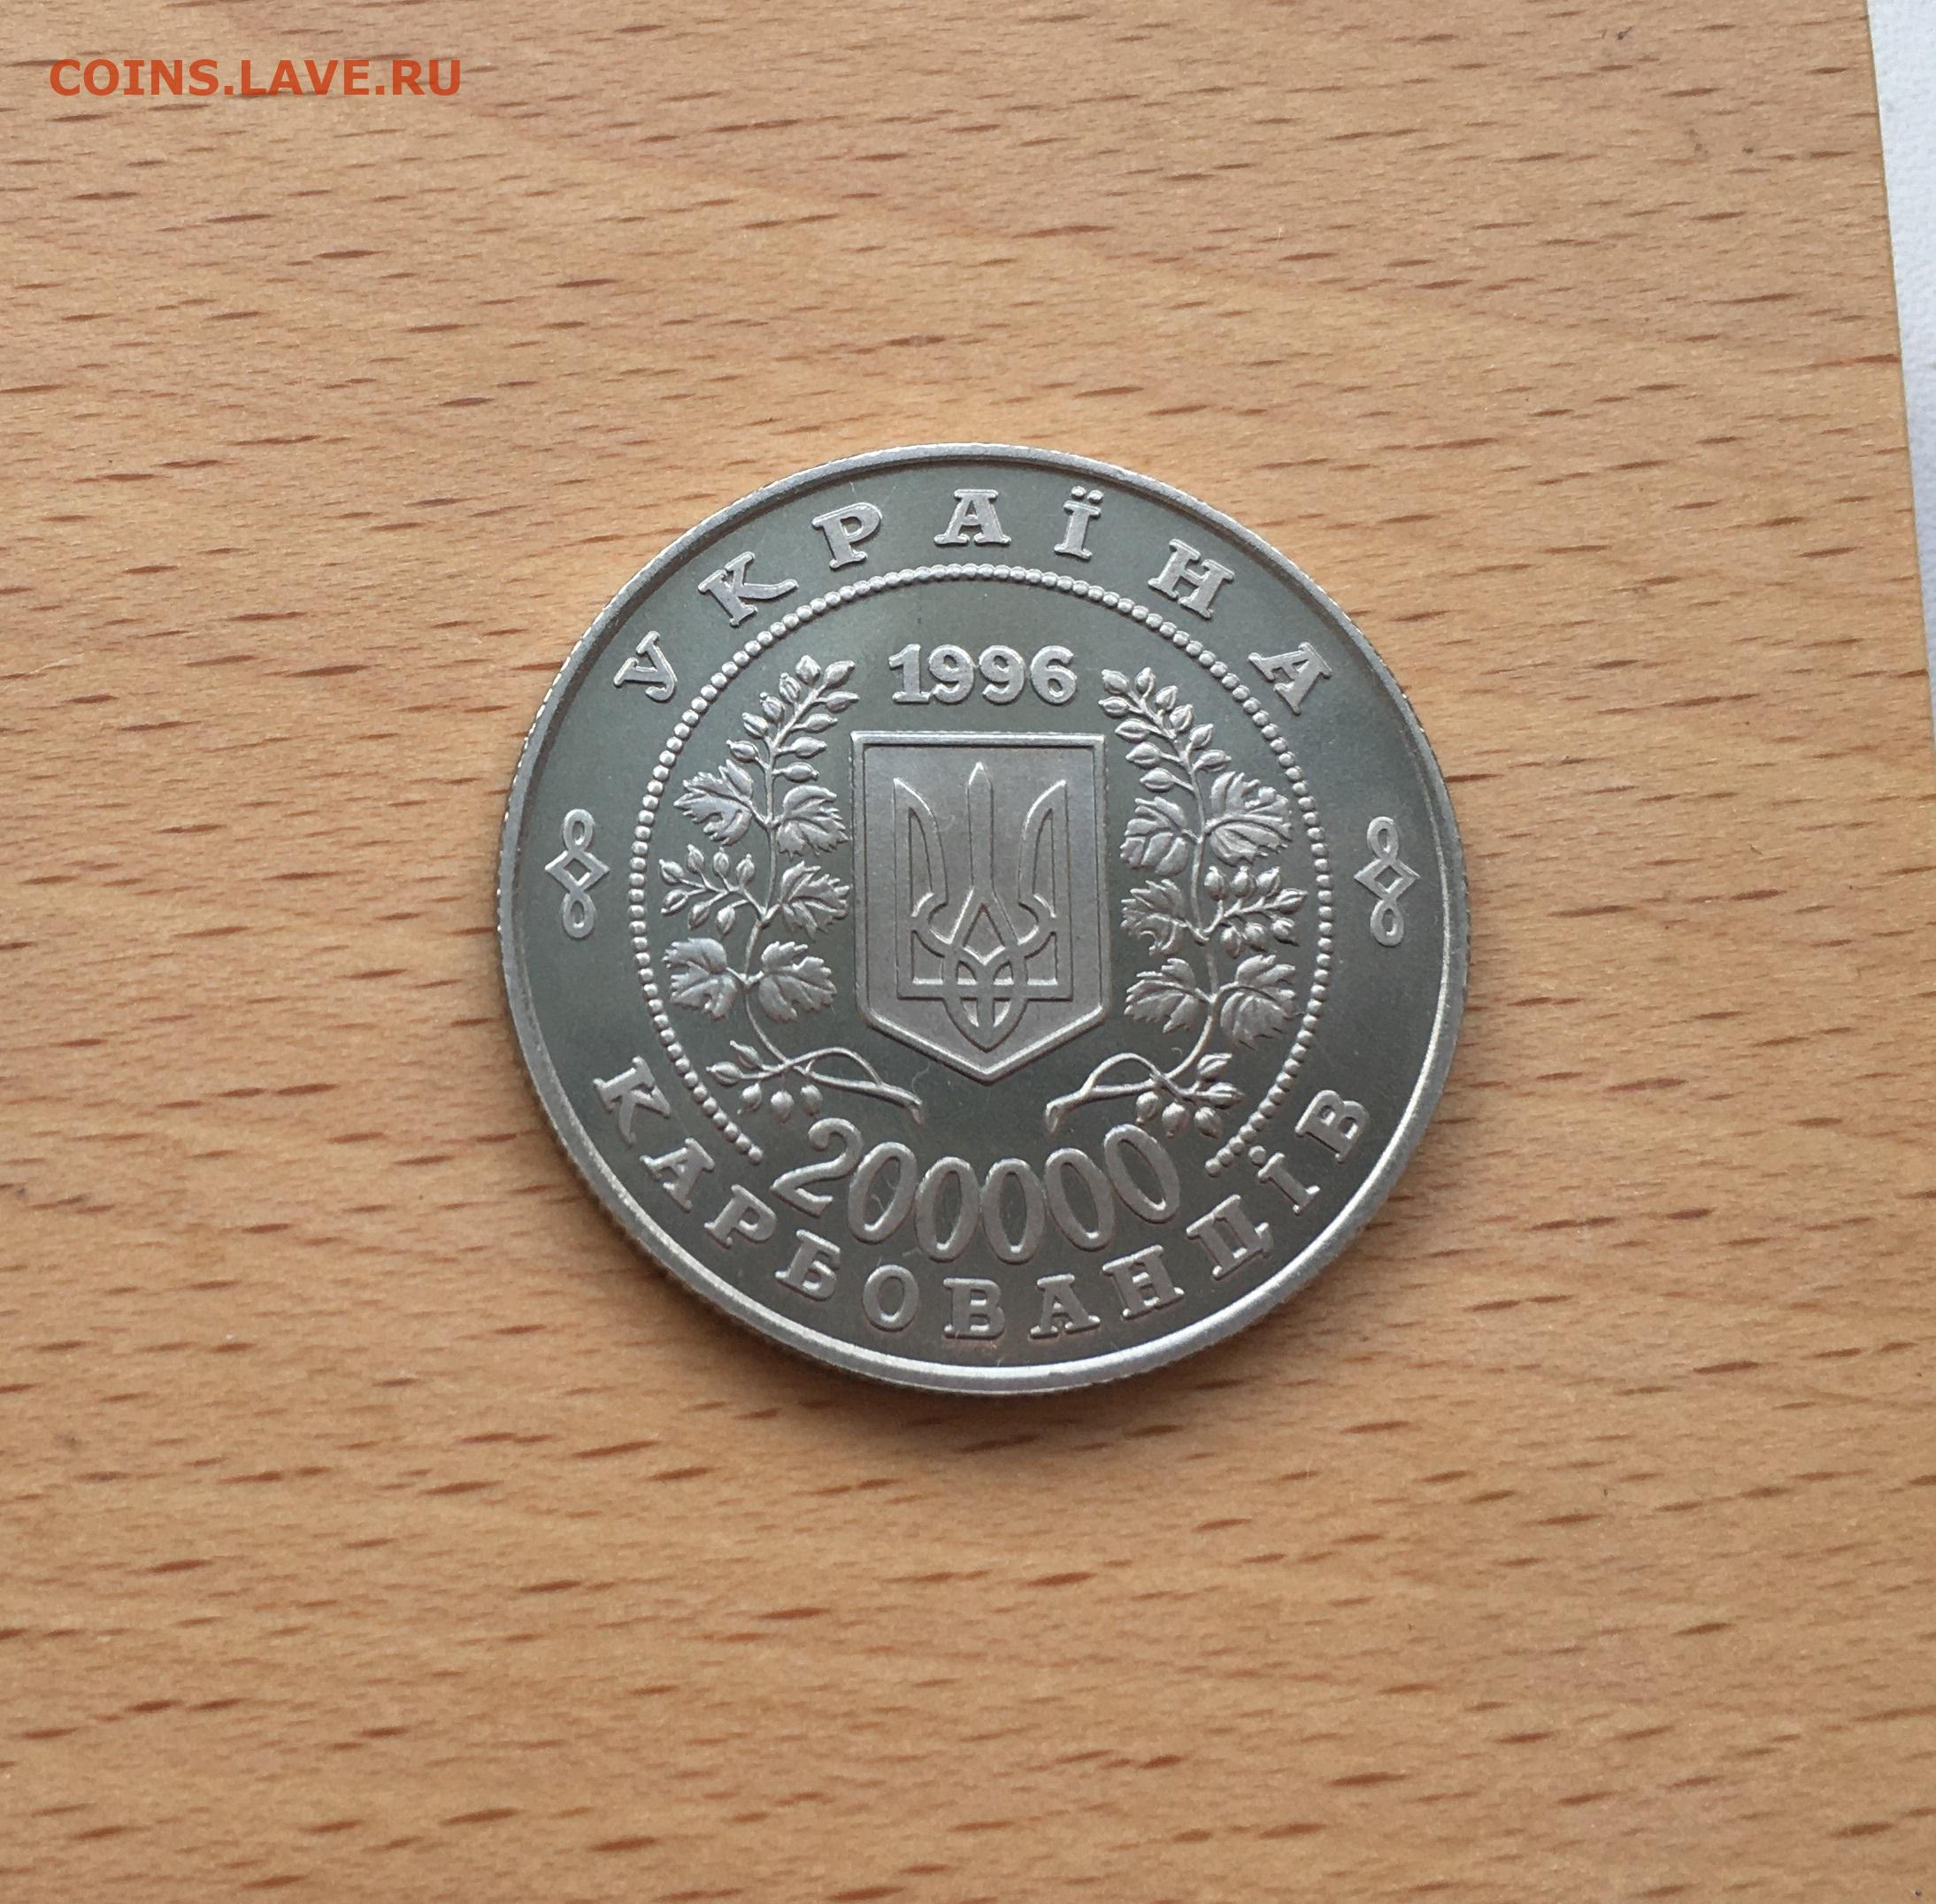 COINS.LAVE.RU
УКРАЇНА
1996
200000
КАРБОВАНЦІВ